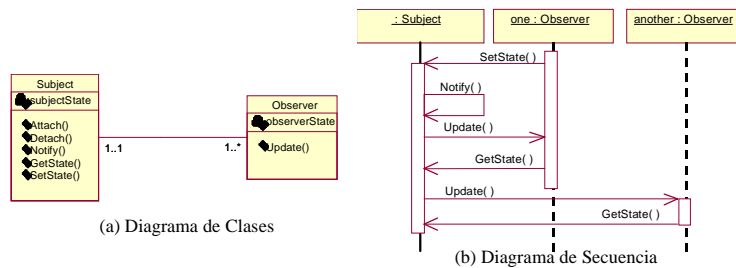 Subject
subjectState
Attach()
Detach()
Notify()
GetState()
SetState()
1..1
1..*
Observer
observerState
Update()
(a) Diagrama de Clases
: Subject
one : Observer
another : Observer
SetState( )
Notify( )
Update( )
GetState( )
Update( )
GetState( )
(b) Diagrama de Secuencia